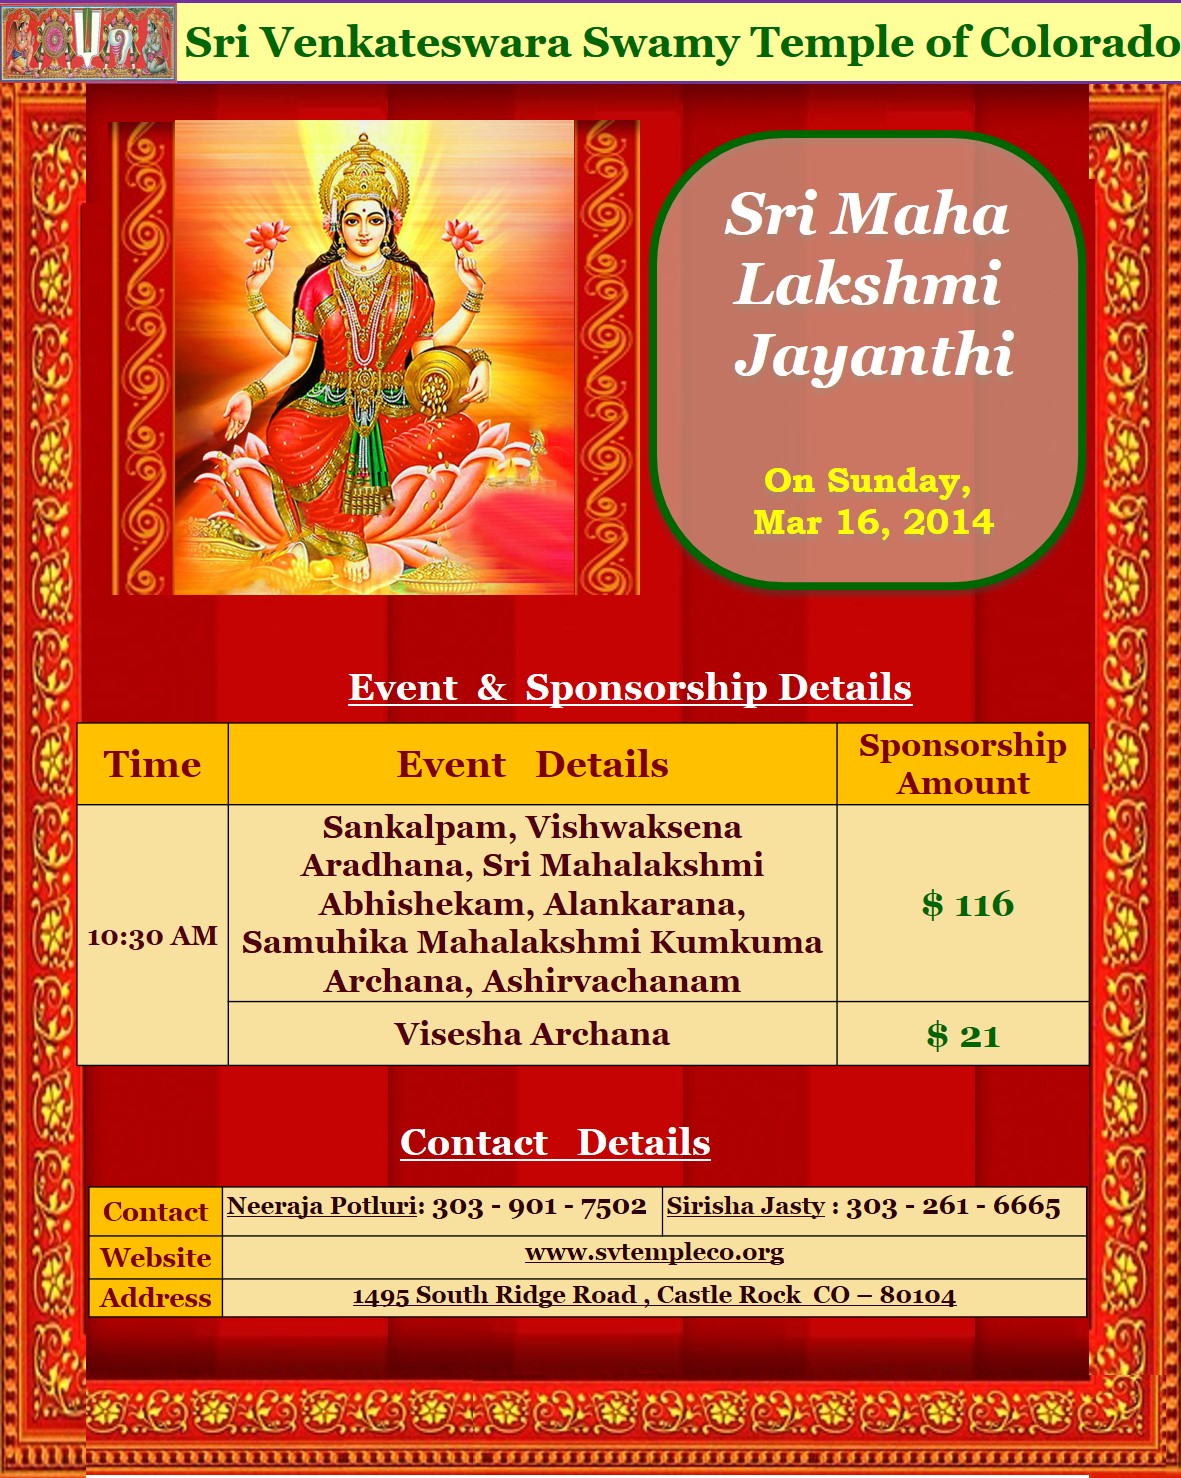 Sri Venkateswara Swamy Temple of Colorado
Sri Maha
Lakshmi
Jayanthi
On Sunday,
Mar 16, 2014
Event & Sponsorship Details
Time
Event Details
Sponsorship
Amount
10:30 AM
Sankalpam, Vishwaksena
Aradhana, Sri Mahalakshmi
Abhishekam, Alankarana,
Samuhika Mahalakshmi Kumkuma
Archana, Ashirvachanam
$ 116
Visesha Archana
$ 21
Contact Details
Contact
Neeraja Potluri: 303 - 901 - 7502
Sirisha Jasty : 303 - 261 - 6665
Website
www.svtempleco.org
Address
1495 South Ridge Road , Castle Rock CO – 80104